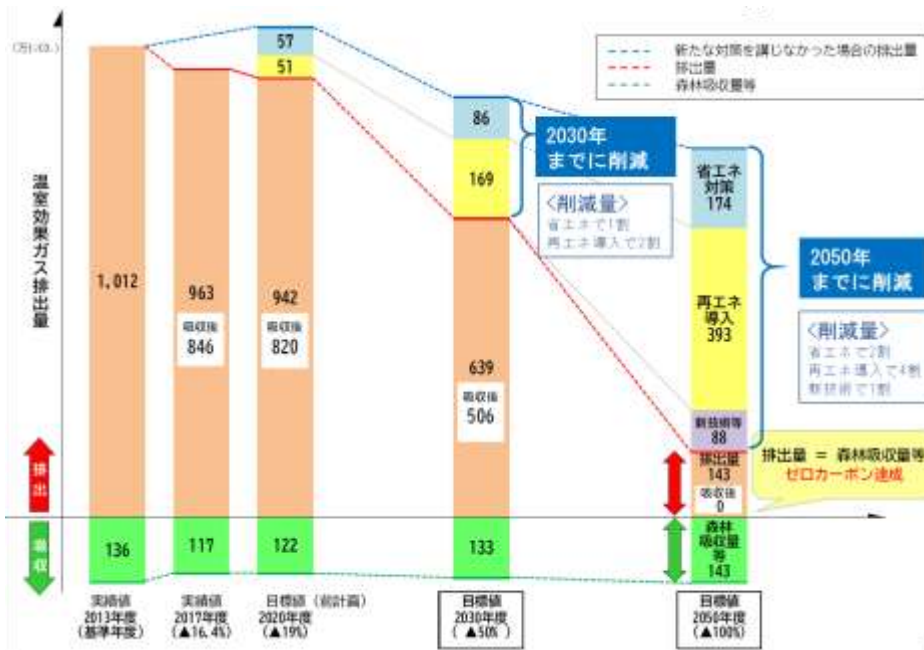 新たな対策を講じなかった場合の排出量
排出量
森林吸収量等
温室効果ガス排出量
排出
吸収
1,012
136
963
吸収後
846
117
57
51
942
吸収後
820
122
86
169
639
吸収後
506
133
2030年
までに削減
<削減量>
省エネで1割
再エネ導入で2割
省エネ
対策
174
再エネ
導入
393
新技術等
88
排出量
143
吸収後
0
森林
吸収量
等
143
2050年
までに削減
<削減量>
省エネで2割
再エネ導入で4割
新技術で1割
排出量 = 森林吸収量等
ゼロカーボン達成
実績値
2013年度
(基準年度)
実績値
2017年度
(▲16.4%)
目標値(前計画)
2020年度
(▲19%)
目標値
2030年度
(▲50%)
目標値
2050年度
(▲100%)